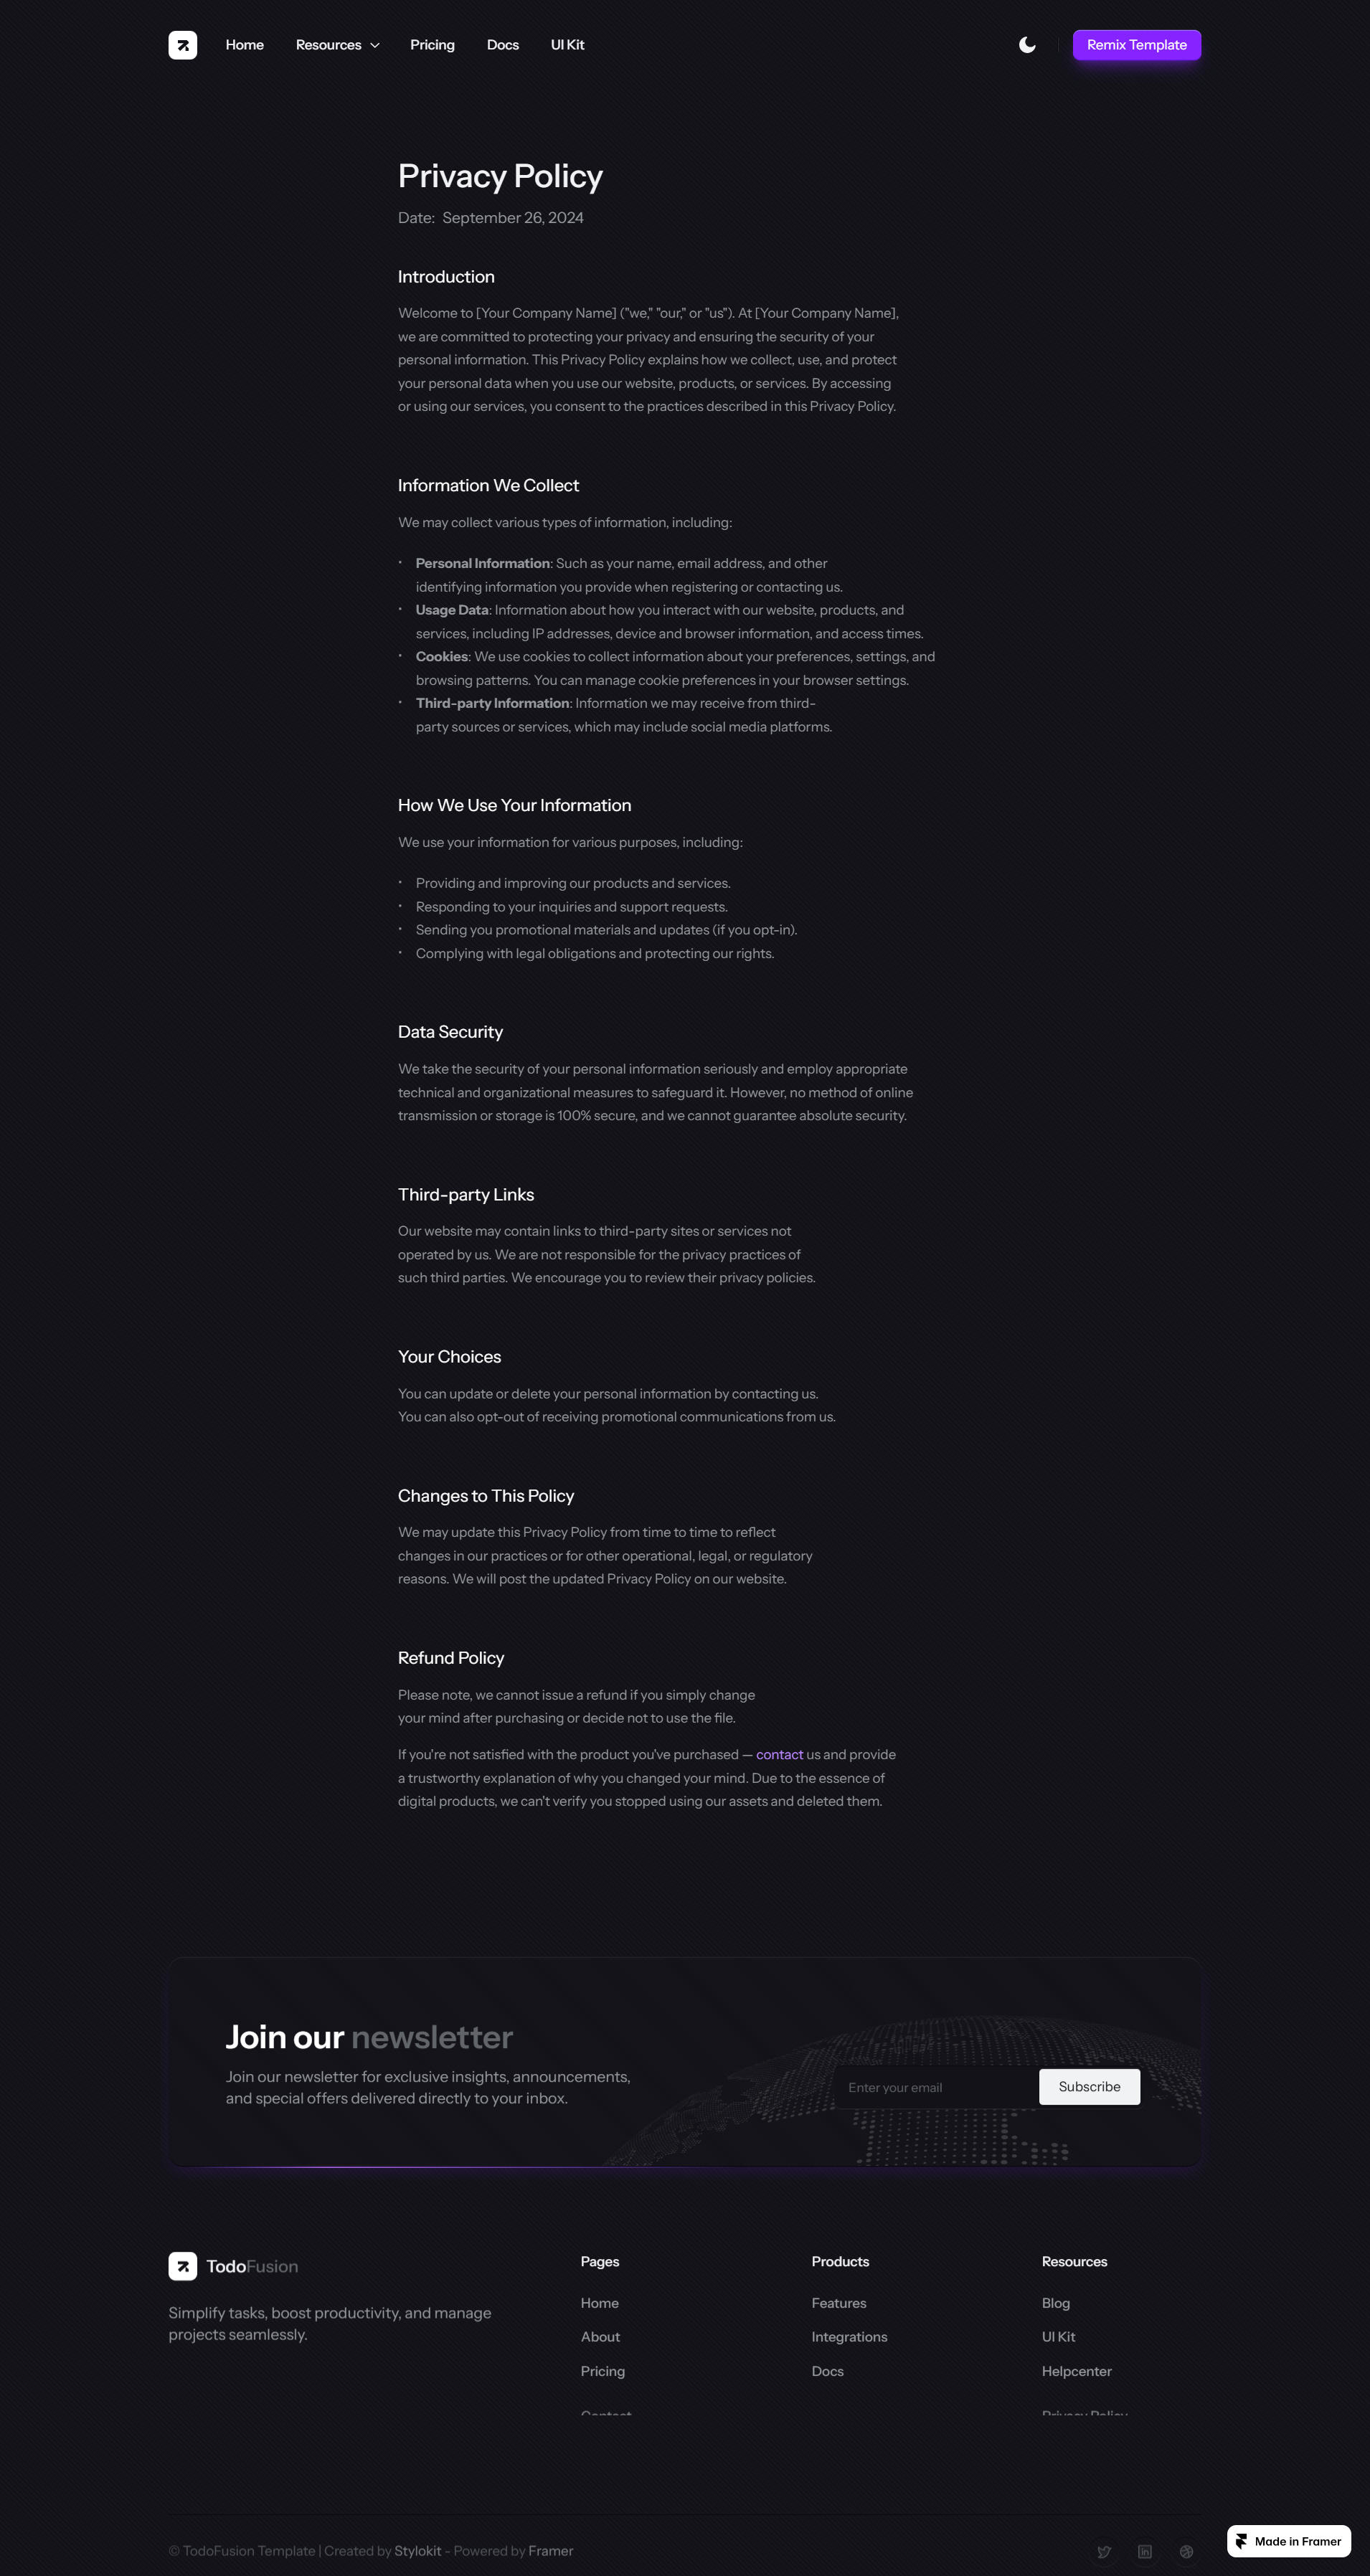 Home Resources Pricing Docs UI Kit Remix Template
Privacy Policy
Date: September 26, 2024
Introduction
Welcome to [Your Company Name] ("we," "our," or "us"). At [Your Company Name],
we are committed to protecting your privacy and ensuring the security of your
personal information. This Privacy Policy explains how we collect, use, and protect
your personal data when you use our website, products, or services. By accessing
or using our services, you consent to the practices described in this Privacy Policy.
Information We Collect
We may collect various types of information, including:
• Personal Information: Such as your name, email address, and other
identifying information you provide when registering or contacting us.
• Usage Data: Information about how you interact with our website, products, and
services, including IP addresses, device and browser information, and access times.
• Cookies: We use cookies to collect information about your preferences, settings, and
browsing patterns. You can manage cookie preferences in your browser settings.
• Third-party Information: Information we may receive from third-
party sources or services, which may include social media platforms.
How We Use Your Information
We use your information for various purposes, including:
• Providing and improving our products and services.
• Responding to your inquiries and support requests.
• Sending you promotional materials and updates (if you opt-in).
• Complying with legal obligations and protecting our rights.
Data Security
We take the security of your personal information seriously and employ appropriate
technical and organizational measures to safeguard it. However, no method of online
transmission or storage is 100% secure, and we cannot guarantee absolute security.
Third-party Links
Our website may contain links to third-party sites or services not
operated by us. We are not responsible for the privacy practices of
such third parties. We encourage you to review their privacy policies.
Your Choices
You can update or delete your personal information by contacting us.
You can also opt-out of receiving promotional communications from us.
Changes to This Policy
We may update this Privacy Policy from time to time to reflect
changes in our practices or for other operational, legal, or regulatory
reasons. We will post the updated Privacy Policy on our website.
Refund Policy
Please note, we cannot issue a refund if you simply change
your mind after purchasing or decide not to use the file.
If you're not satisfied with the product you've purchased — contact us and provide
a trustworthy explanation of why you changed your mind. Due to the essence of
digital products, we can't verify you stopped using our assets and deleted them.
Join our newsletter
Join our newsletter for exclusive insights, announcements,
and special offers delivered directly to your inbox.
Enter your email Subscribe
TodoFusion
Simplify tasks, boost productivity, and manage
projects seamlessly.
Pages
Home
About
Pricing
Contact
Products
Features
Integrations
Docs
Resources
Blog
UI Kit
Helpcenter
Privacy Policy
© TodoFusion Template | Created by Stylokit - Powered by Framer
Made in Framer